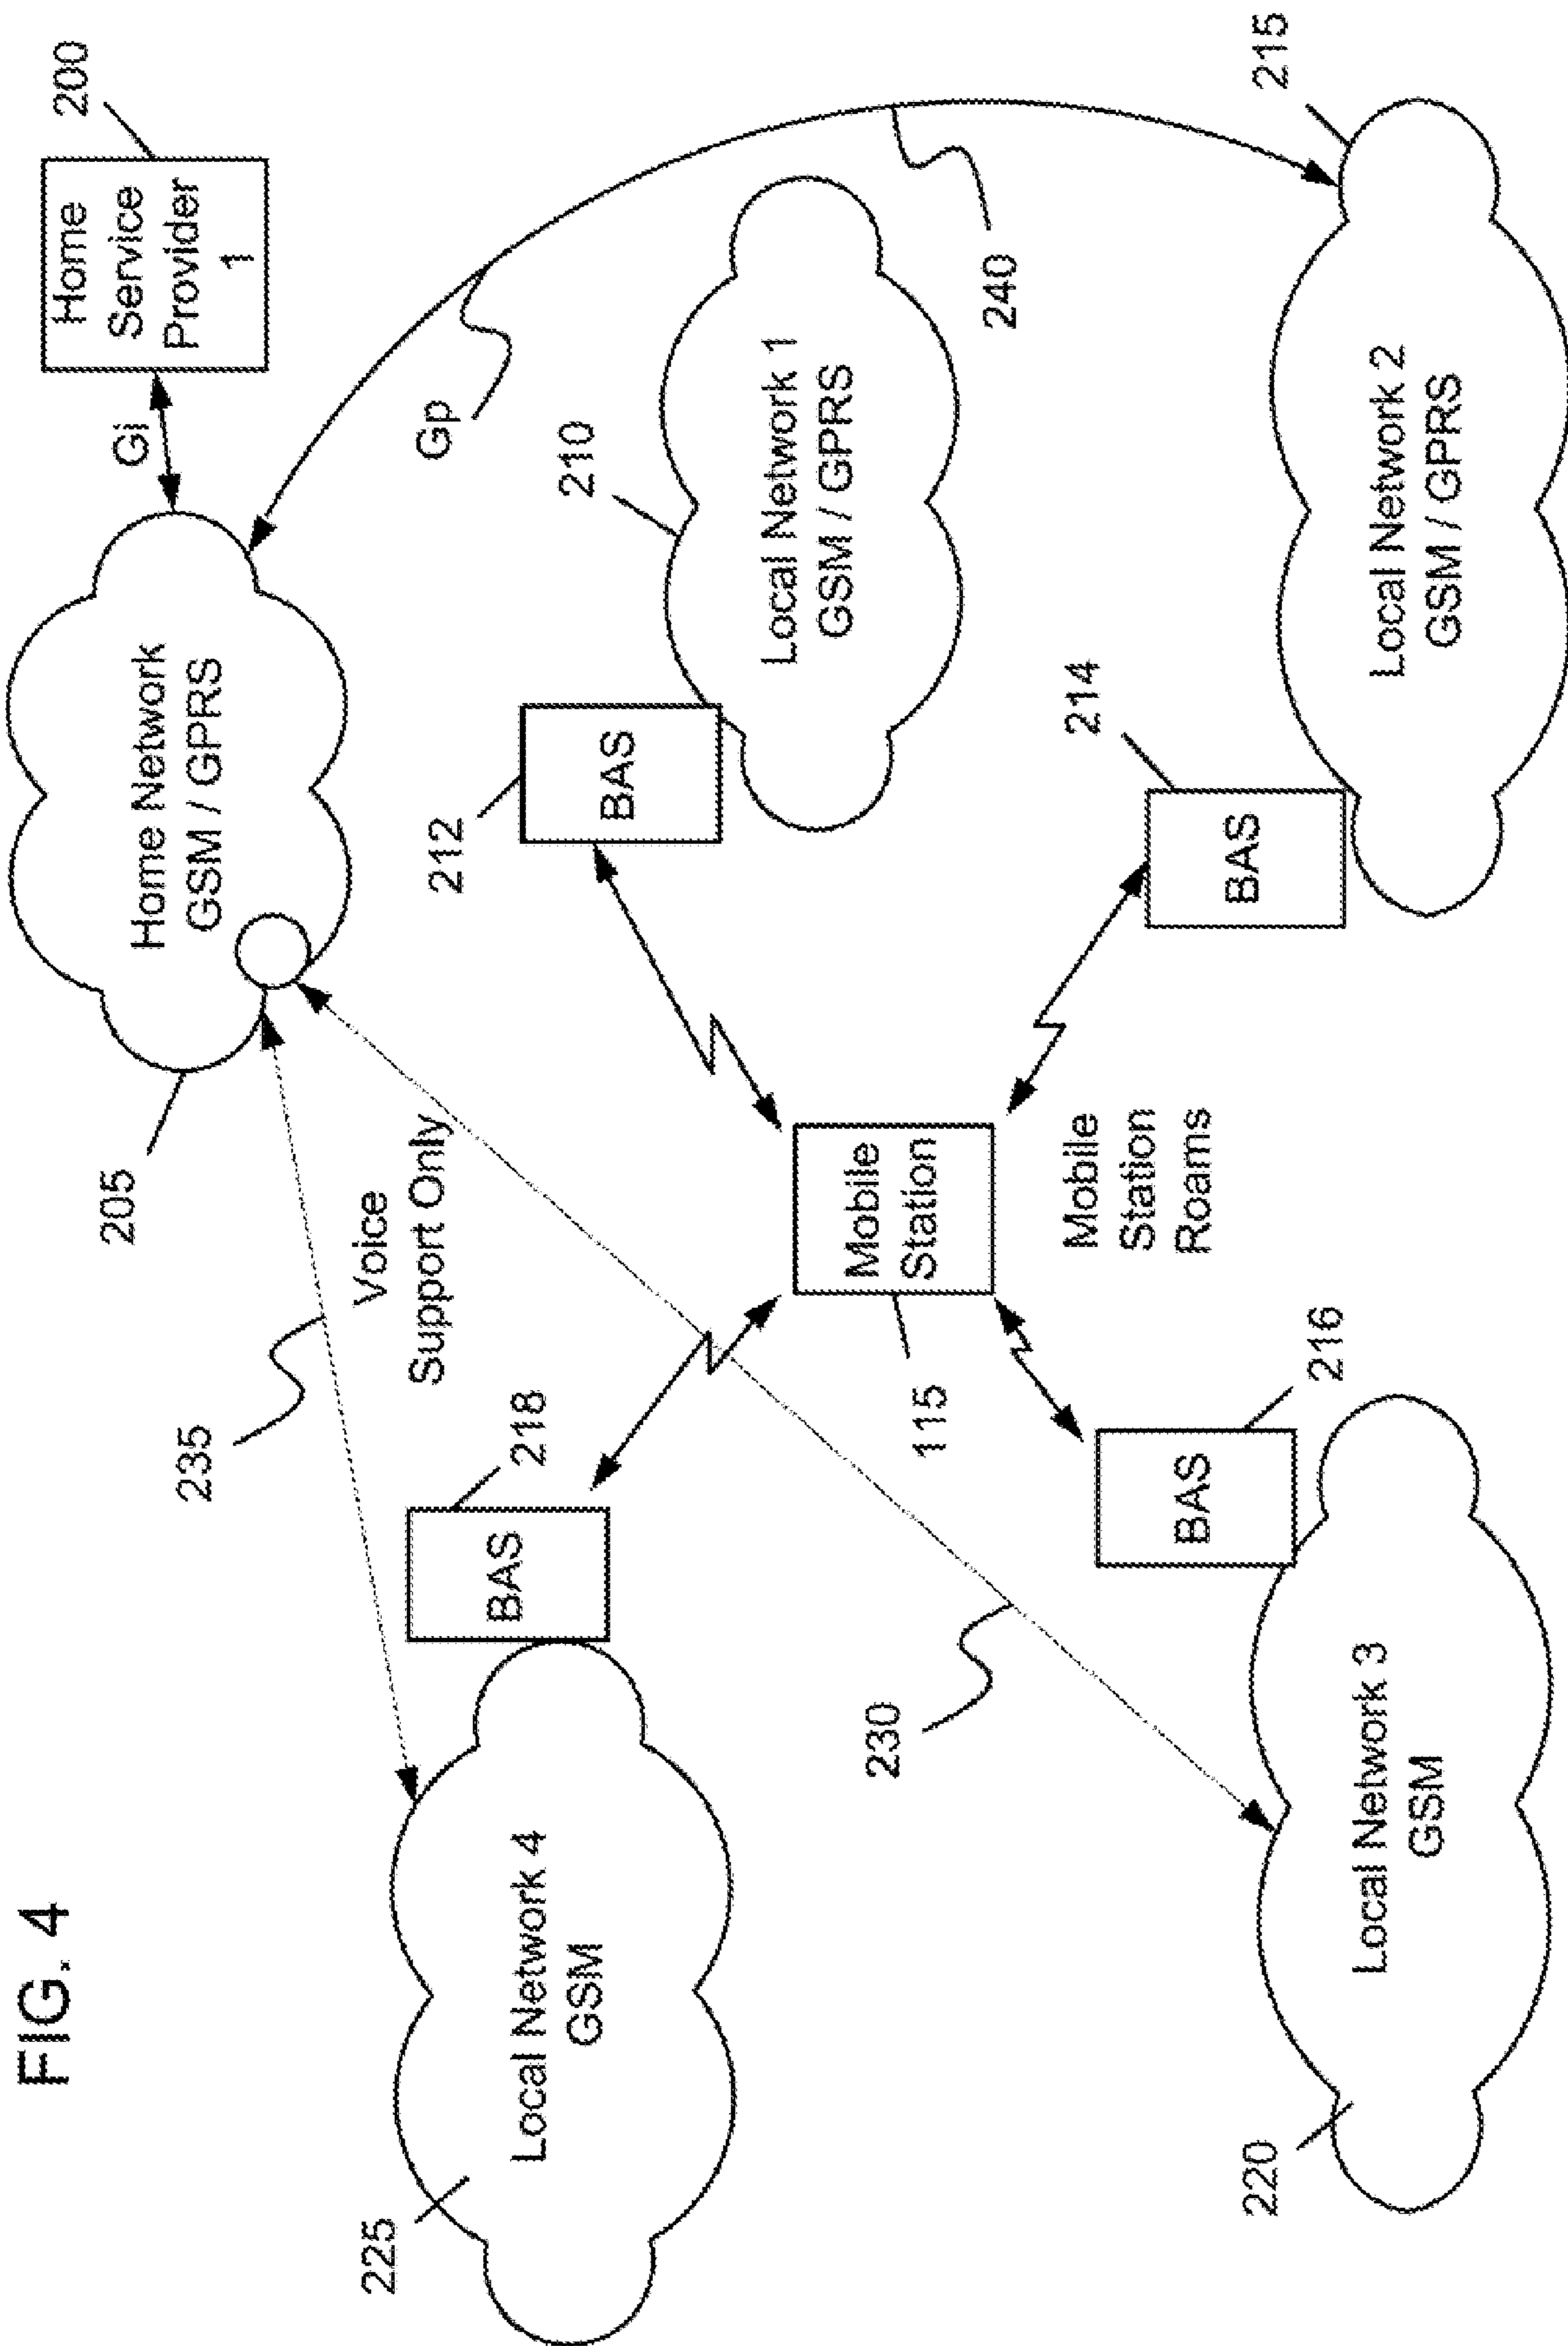 FIG. 4
Home
Service
Provider
1
200
Gi
Home Network
GSM / GPRS
205
Gp
240
Voice
Support Only
235
225
Local Network 4
GSM
BAS
218
212
BAS
210
Local Network 1
GSM / GPRS
Mobile
Station
115
Mobile
Station
Roams
230
220
Local Network 3
GSM
BAS
216
214
BAS
Local Network 2
GSM / GPRS
215